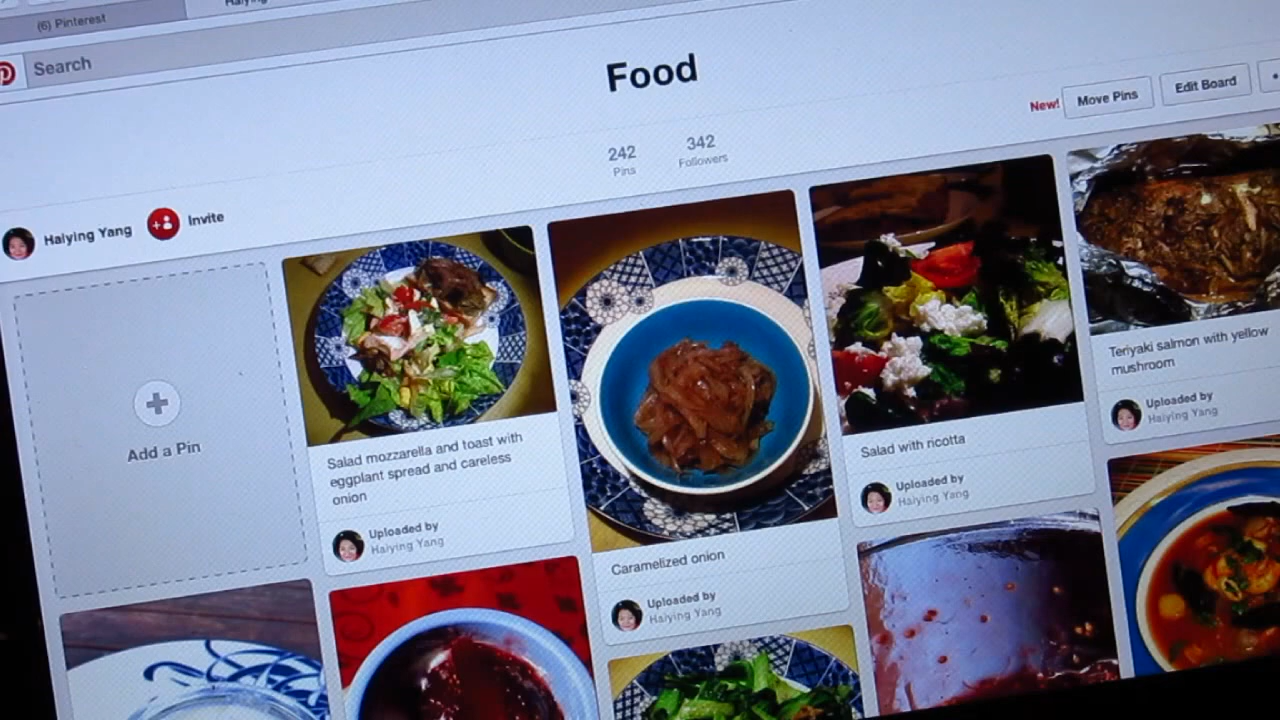 (6) Pinterest
Search
Food
New!
Move Pins
Edit Board
242
Pins
342
Followers
Haiying Yang
Invite
Add a Pin
Salad mozzarella and toast with
eggplant spread and careless
onion
Uploaded by
Haiying Yang
Caramelized onion
Uploaded by
Haiying Yang
Salad with ricotta
Uploaded by
Haiying Yang
Teriyaki salmon with yellow
mushroom
Uploaded by
Haiying Yang